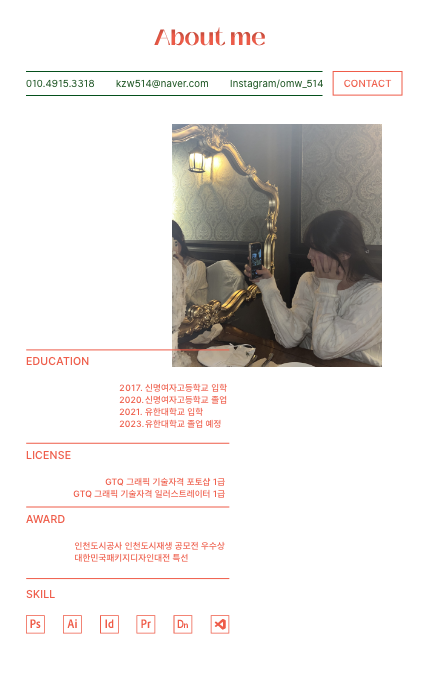 About me
010.4915.3318 kzw514@naver.com Instagram/omw_514 CONTACT
EDUCATION
2017. 신명여자고등학교 입학
2020. 신명여자고등학교 졸업
2021. 유한대학교 입학
2023. 유한대학교 졸업 예정
LICENSE
GTQ 그래픽 기술자격 포토샵 1급
GTQ 그래픽 기술자격 일러스트레이터 1급
AWARD
인천도시공사 인천도시재생 공모전 우수상
대한민국패키지디자인대전 특선
SKILL
Ps Ai Id Pr Dn